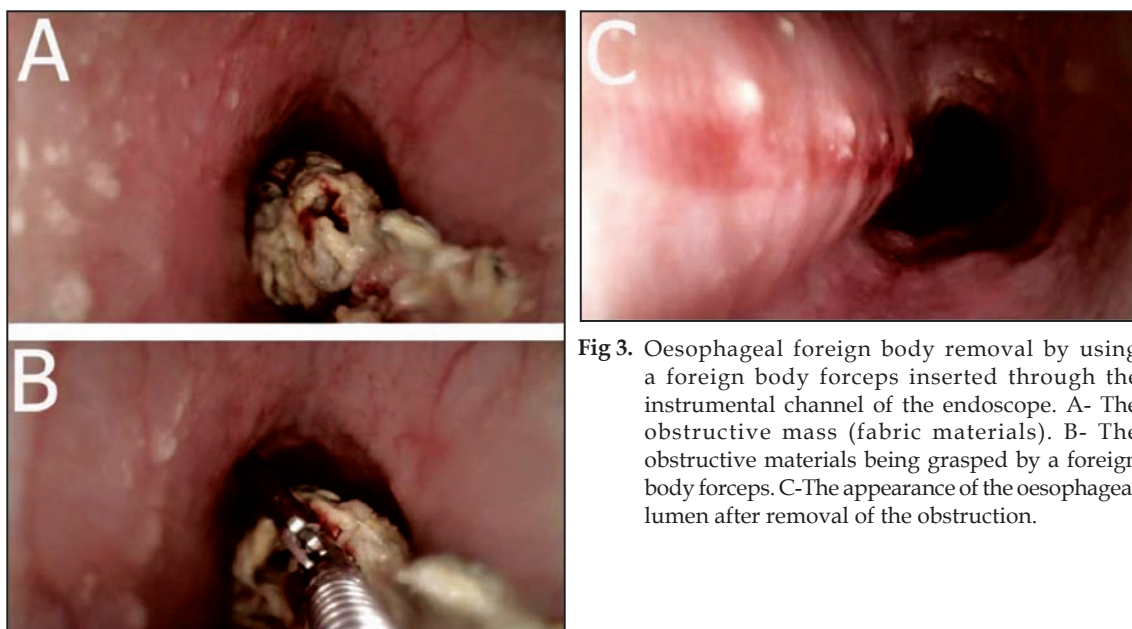 A
B
C
Fig 3. Oesophageal foreign body removal by using
a foreign body forceps inserted through the
instrumental channel of the endoscope. A- The
obstructive mass (fabric materials). B- The
obstructive materials being grasped by a foreign
body forceps. C-The appearance of the oesophagea
lumen after removal of the obstruction.